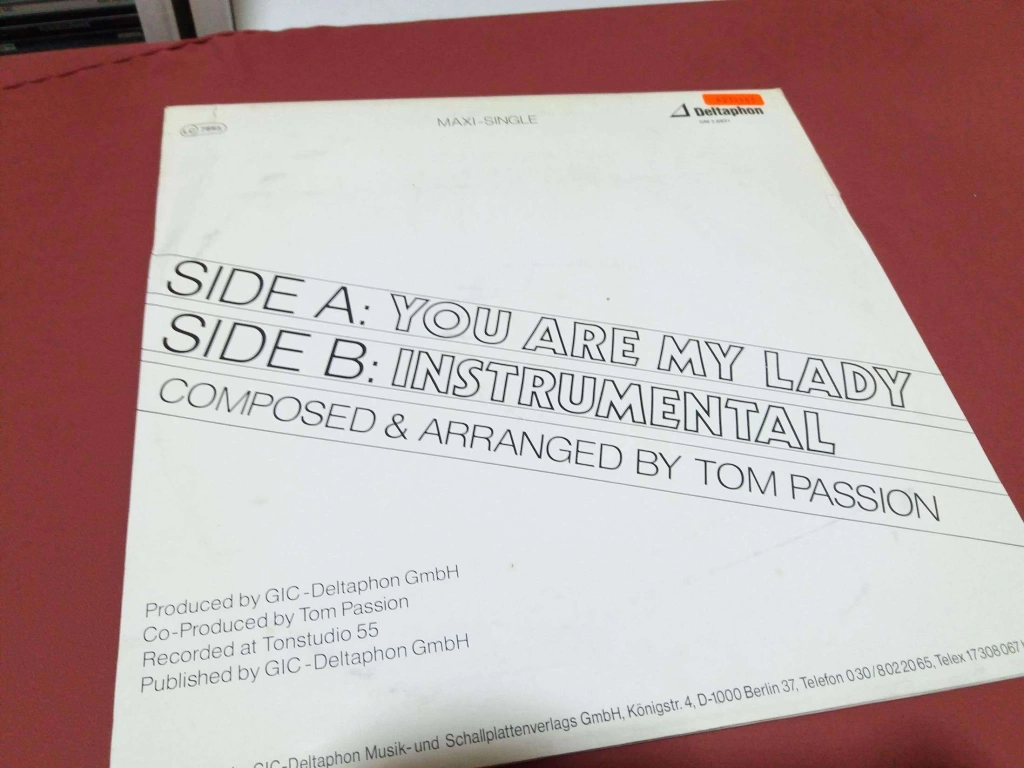 MAXI-SINGLE
Deltaphon
SIDE A: YOU ARE MY LADY
SIDE B: INSTRUMENTAL
COMPOSED & ARRANGED BY TOM PASSION
Produced by GIC-Deltaphon GmbH
Co-Produced by Tom Passion
Recorded at Tonstudio 55
Published by GIC-Deltaphon GmbH
GIC-Deltaphon Musik- und Schallplattenverlags GmbH, Königstr. 4, D-1000 Berlin 37, Telefon 030/8022065, Telex 17308067